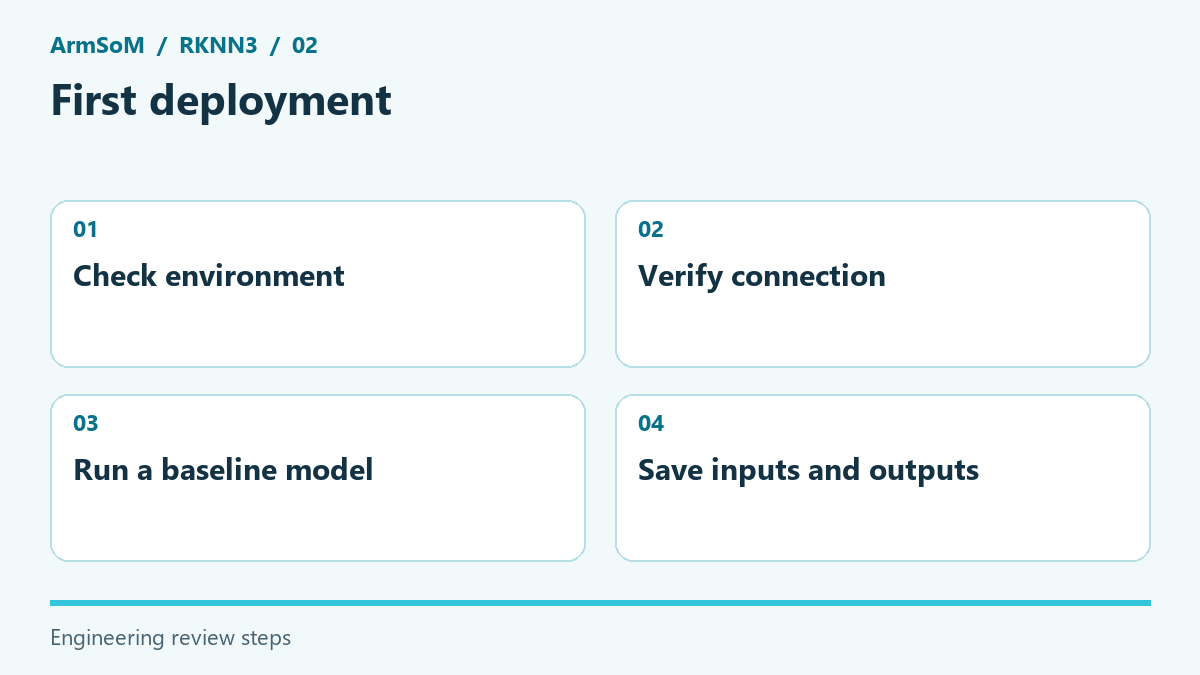 ArmSoM / RKNN3 / 02
First deployment
01
Check environment
02
Verify connection
03
Run a baseline model
04
Save inputs and outputs
Engineering review steps